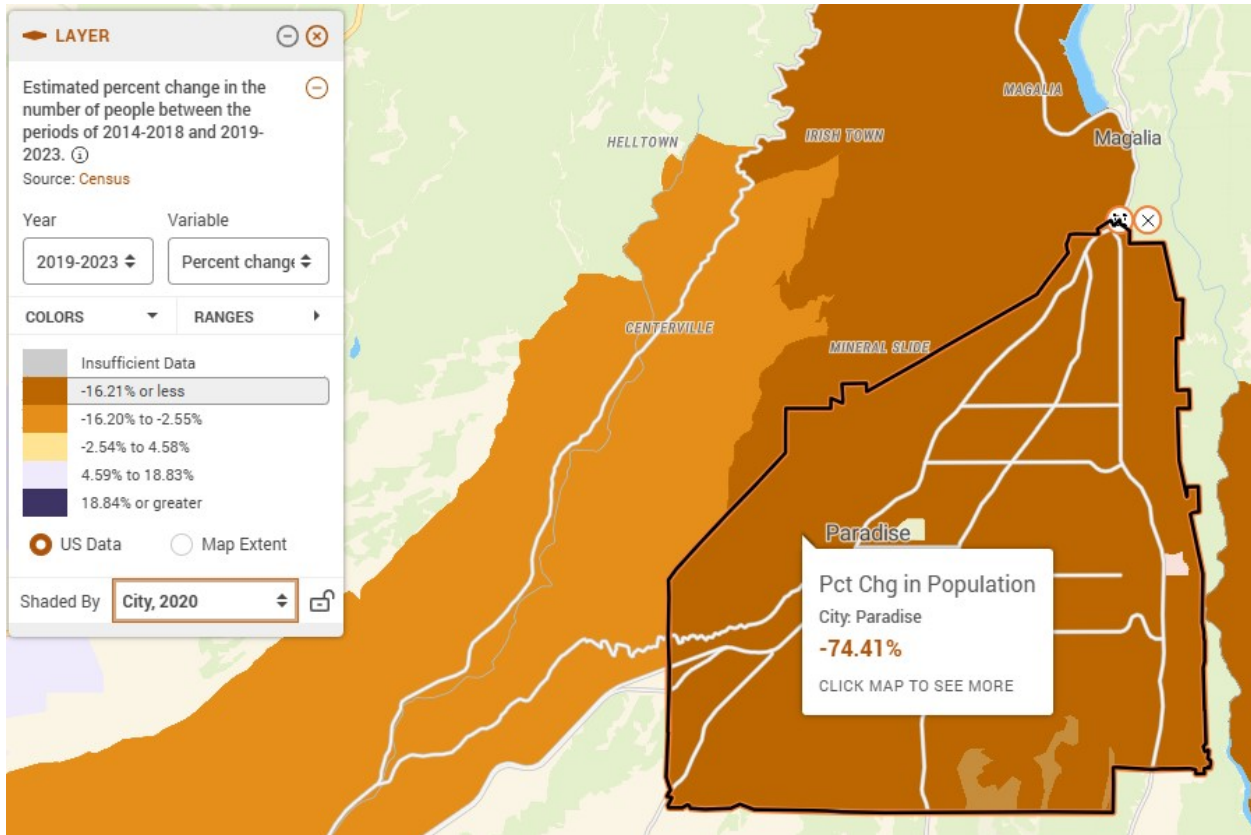 LAYER
Estimated percent change in the
number of people between the
periods of 2014-2018 and 2019-
2023.
Source: Census
Year
Variable
2019-2023
Percent change
COLORS
RANGES
Insufficient Data
-16.21% or less
-16.20% to -2.55%
-2.54% to 4.58%
4.59% to 18.83%
18.84% or greater
US Data
Map Extent
Shaded By
City, 2020
MAGALIA
HELLTOWN
IRISH TOWN
Magalia
CENTERVILLE
MINERAL SLIDE
Paradise
Pct Chg in Population
City: Paradise
-74.41%
CLICK MAP TO SEE MORE